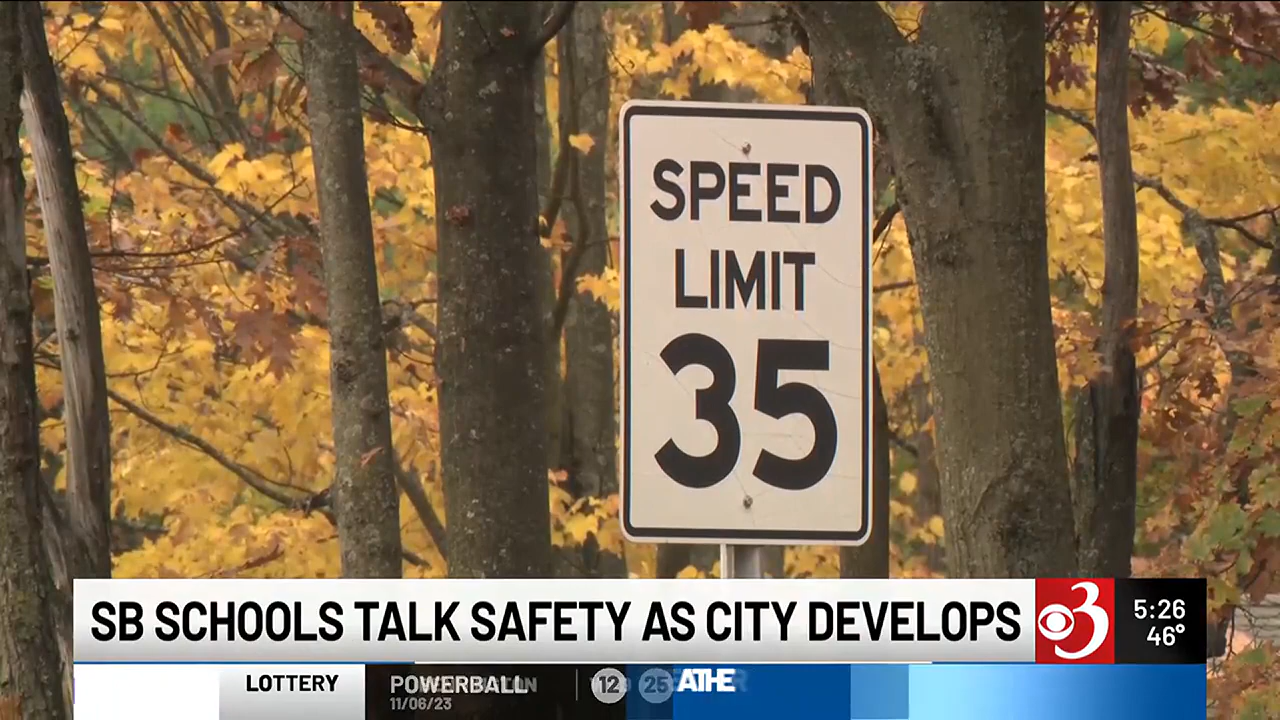 SPEED
LIMIT
35
SB SCHOOLS TALK SAFETY AS CITY DEVELOPS
3
5:26
46°
LOTTERY
POWERBALL
11/06/23
12 25